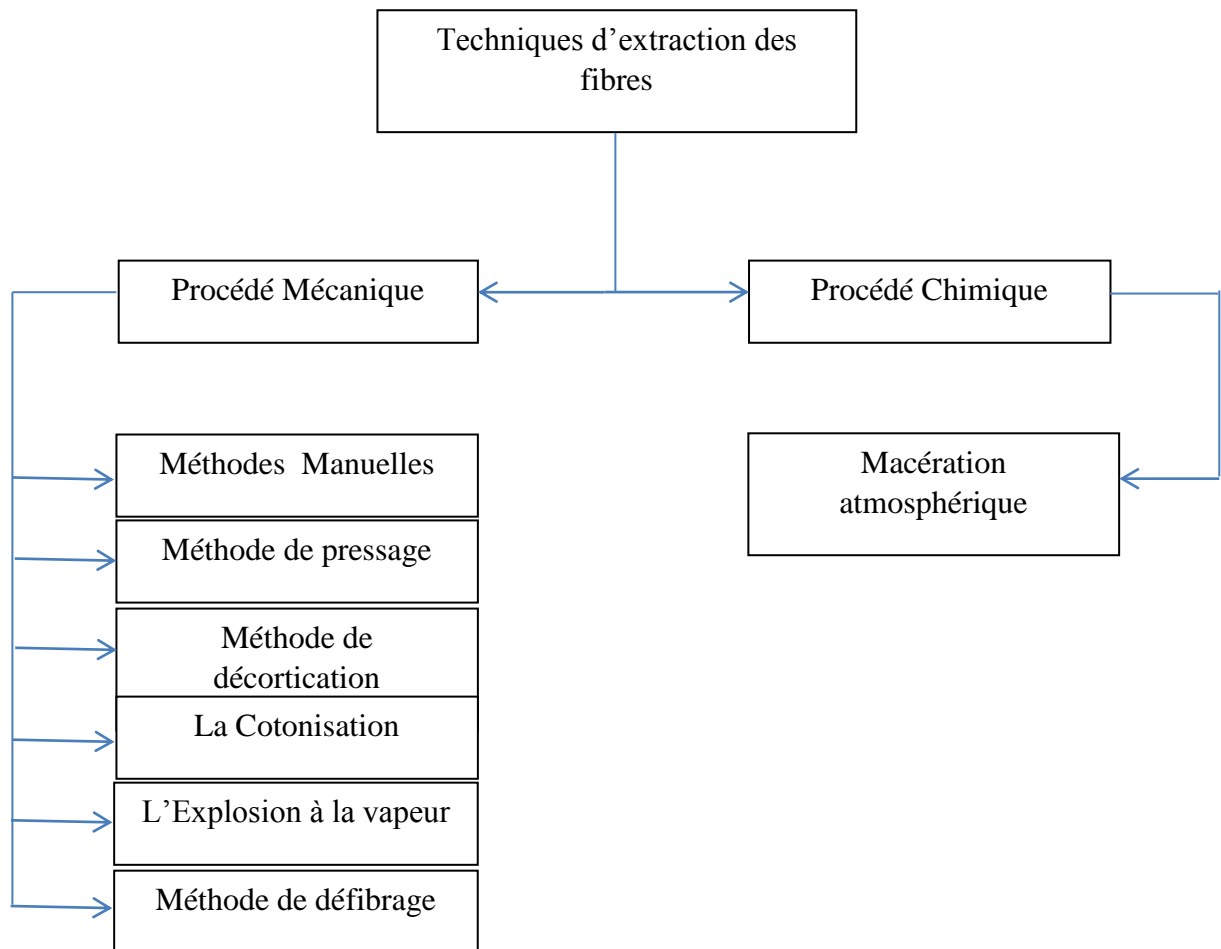 Techniques d’extraction des
fibres
Procédé Mécanique
Procédé Chimique
Méthodes Manuelles
Méthode de pressage
Méthode de
décortication
La Cotonisation
L’Explosion à la vapeur
Méthode de défibrage
Macération
atmosphérique